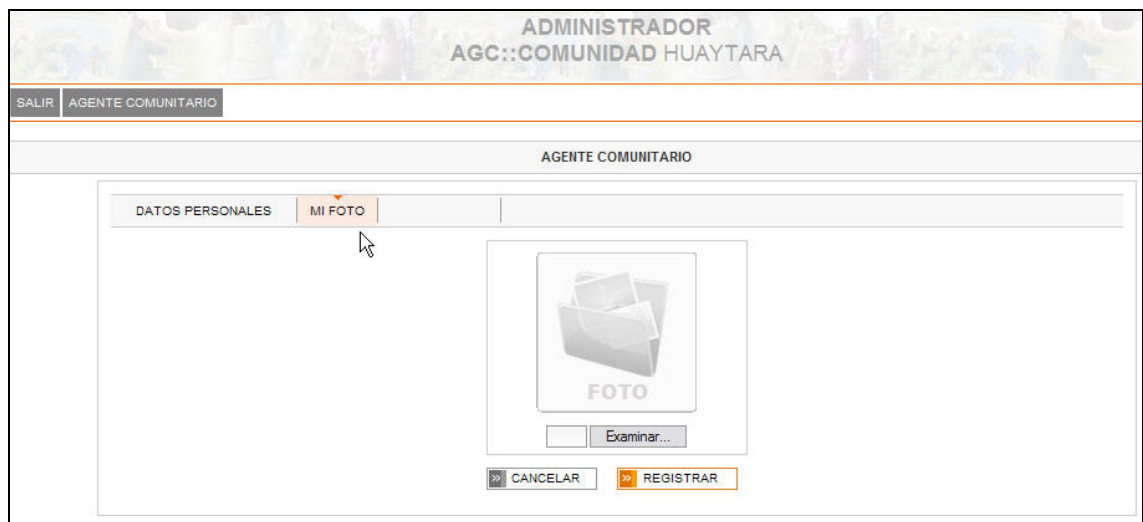 ADMINISTRADOR
AGC::COMUNIDAD HUAYTARA
SALIR AGENTE COMUNITARIO
AGENTE COMUNITARIO
DATOS PERSONALES MI FOTO
FOTO
Examinar...
CANCELAR REGISTRAR